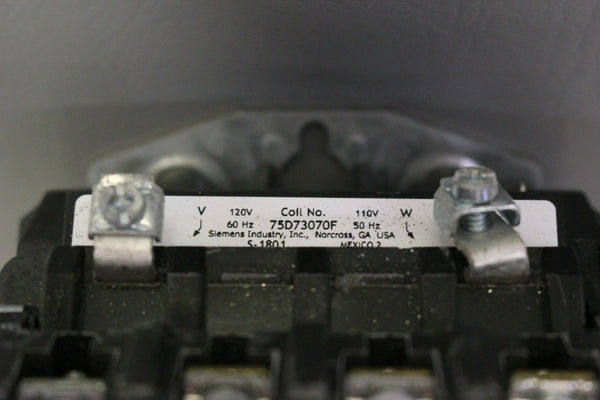 V 120V Coil No. 110V W
60 Hz 75D73070F 50 Hz
Siemens Industry, Inc., Norcross, GA USA
S-1801 MEXICO 2